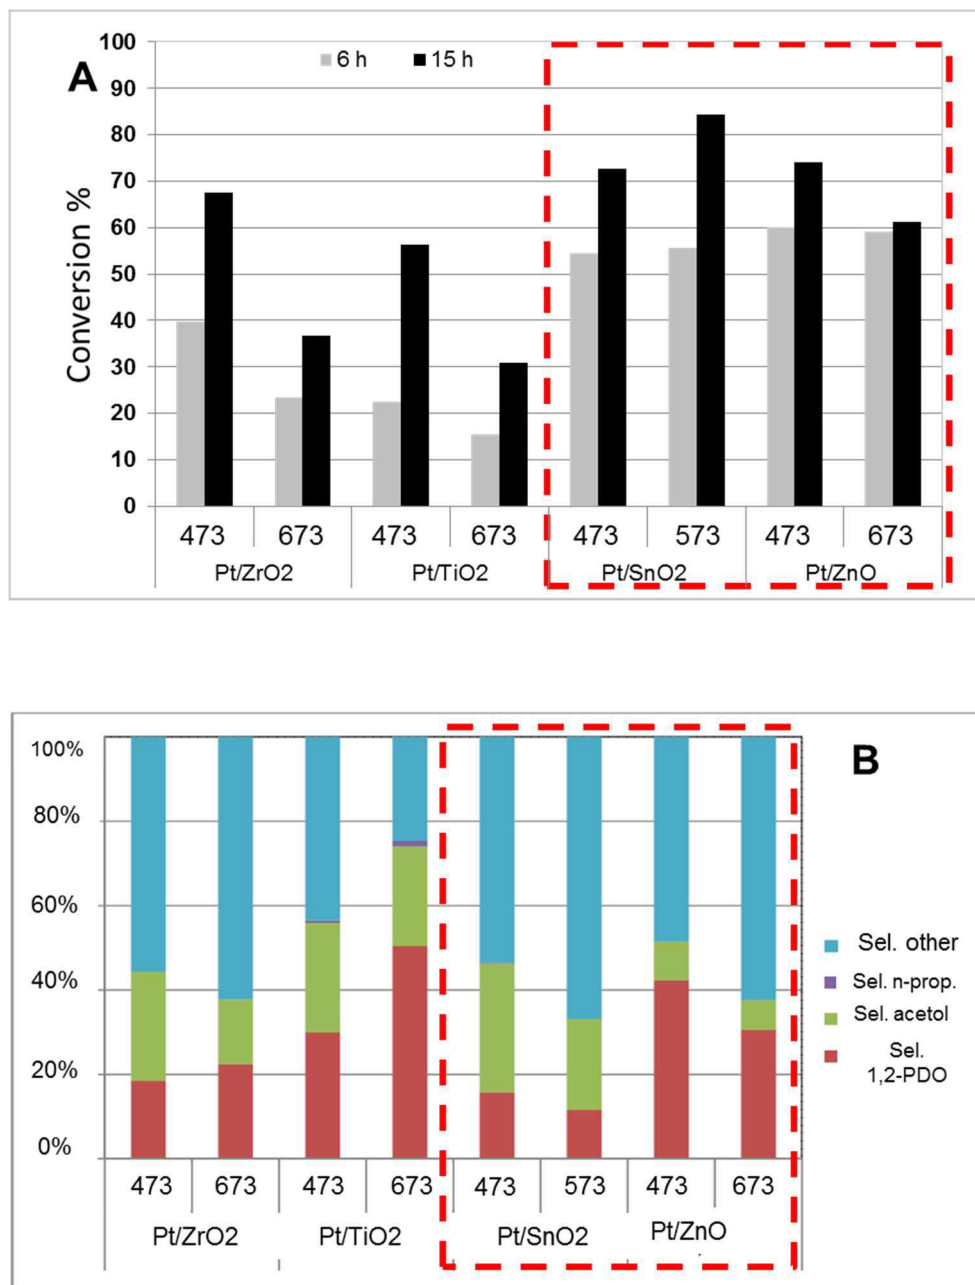 A
6 h 15 h
Conversion %
100
90
80
70
60
50
40
30
20
10
0
473 673 473 673 473 573 473 673
Pt/ZrO2 Pt/TiO2 Pt/SnO2 Pt/ZnO
B
100%
80%
60%
40%
20%
0%
Sel. other
Sel. n-prop.
Sel. acetol
Sel.
1,2-PDO
473 673 473 673 473 573 473 673
Pt/ZrO2 Pt/TiO2 Pt/SnO2 Pt/ZnO